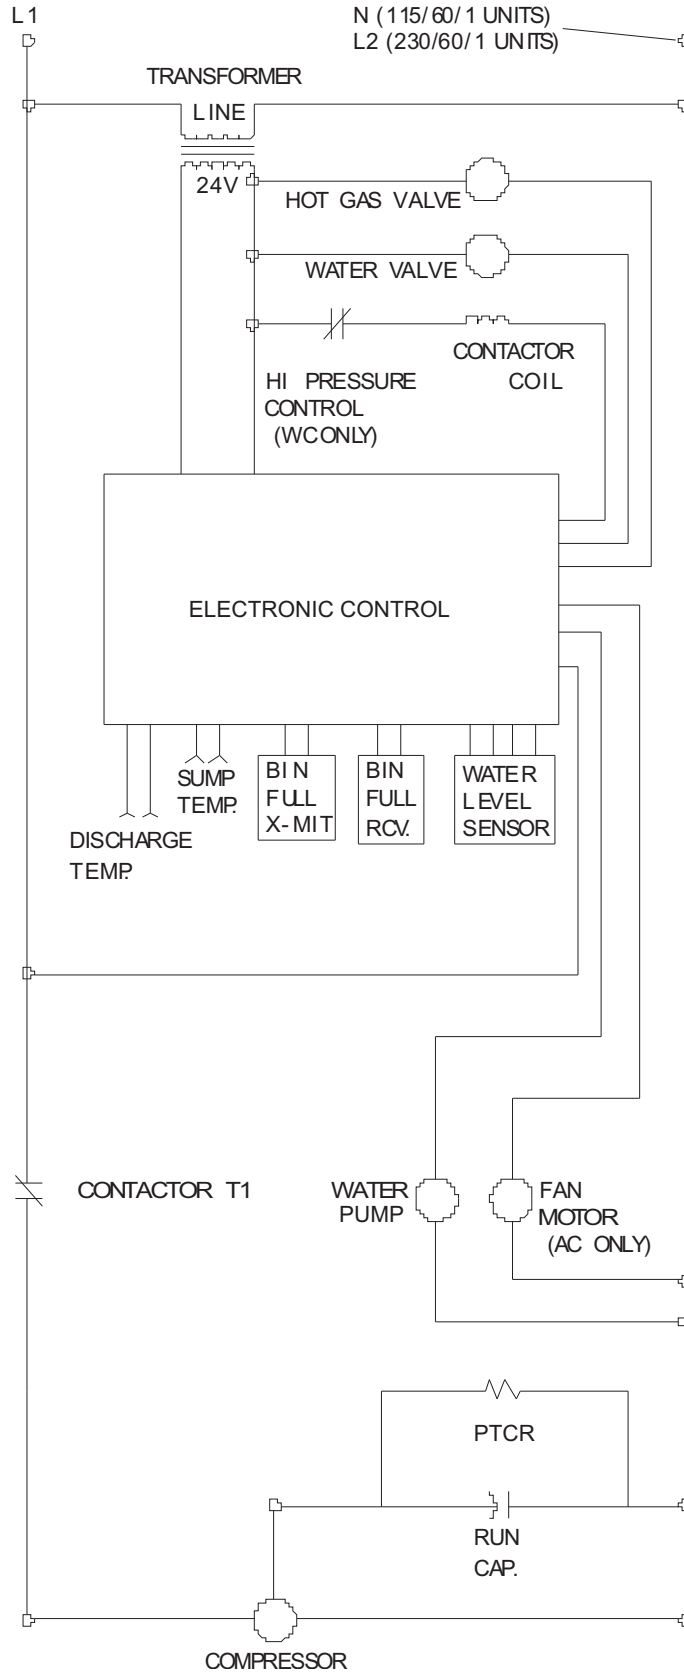 L1
N (115/60/1 UNITS)
L2 (230/60/1 UNITS)
TRANSFORMER
LINE
24V
HOT GAS VALVE
WATER VALVE
CONTACTOR
COIL
HI PRESSURE
CONTROL
(WC ONLY)
ELECTRONIC CONTROL
SUMP
TEMP.
BIN
FULL
X-MIT
BIN
FULL
RCV.
WATER
LEVEL
SENSOR
DISCHARGE
TEMP.
CONTACTOR T1
WATER
PUMP
FAN
MOTOR
(AC ONLY)
PTCR
RUN
CAP.
COMPRESSOR